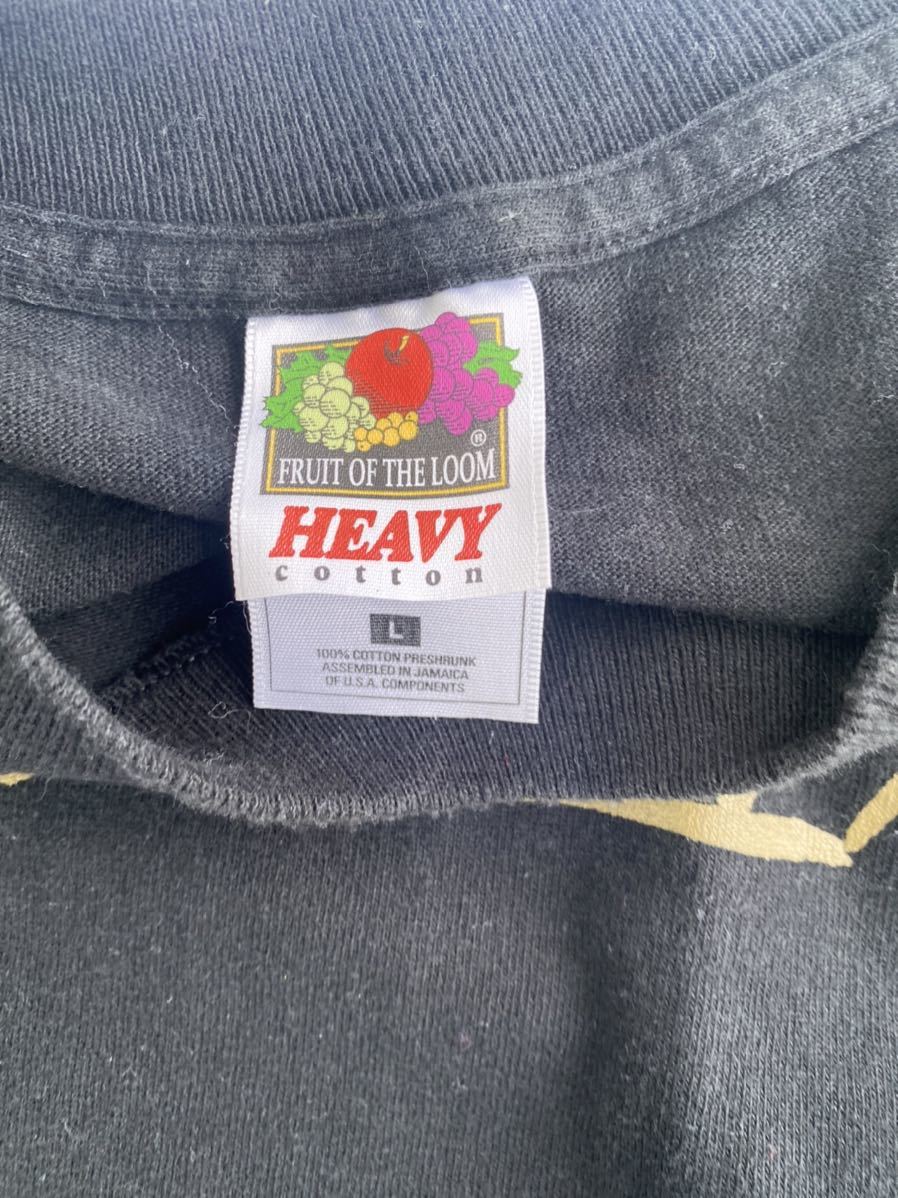 ®
FRUIT OF THE LOOM
HEAVY
cotton
L
100% COTTON PRESHRUNK
ASSEMBLED IN JAMAICA
OF U.S.A. COMPONENTS